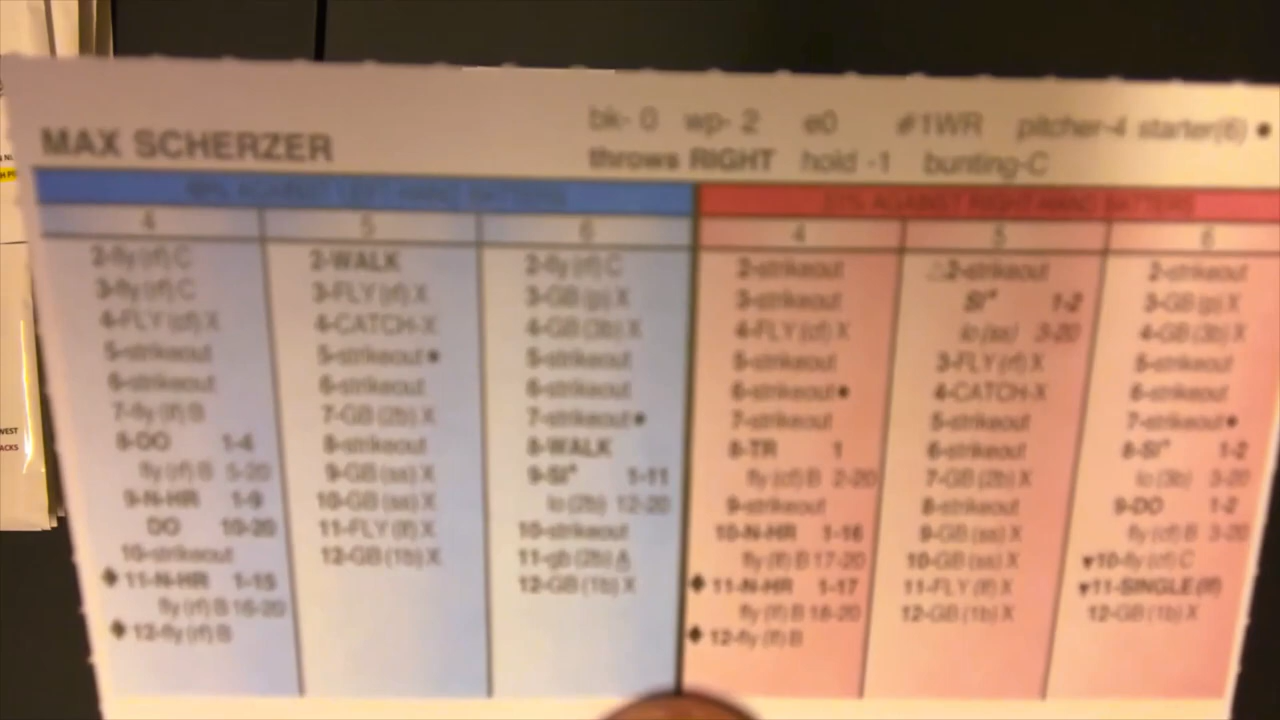 MAX SCHERZER
bk- 0 wp- 2 e0 #1WR pitcher-4 starter(6) •
throws RIGHT hold -1 bunting-C
AGAINST LEFT-HAND BATTERS
4 5 6
2-fly (rf) C
3-fly (rf) C
4-FLY (cf) X
5-strikeout
6-strikeout
7-fly (lf) B
8-DO 1-4
fly (rf) B 5-20
9-N-HR 1-9
DO 10-20
10-strikeout
♦ 11-N-HR 1-15
fly (rf) B 16-20
♦ 12-fly (rf) B
2-WALK
3-FLY (rf) X
4-CATCH-X
5-strikeout •
6-strikeout
7-GB (2b) X
8-strikeout
9-GB (ss) X
10-GB (ss) X
11-FLY (lf) X
12-GB (1b) X
2-fly (rf) C
3-GB (p) X
4-GB (3b) X
5-strikeout
6-strikeout
7-strikeout •
8-WALK
9-SI* 1-11
lo (2b) 12-20
10-strikeout
11-gb (2b) A
12-GB (1b) X
AGAINST RIGHT-HAND BATTERS
4 5 6
2-strikeout
3-strikeout
4-FLY (cf) X
5-strikeout
6-strikeout •
7-strikeout
8-TR 1
fly (cf) B 2-20
9-strikeout
10-N-HR 1-16
fly (lf) B 17-20
♦ 11-N-HR 1-17
fly (lf) B 18-20
♦ 12-fly (lf) B
2-strikeout
SI* 1-2
lo (ss) 3-20
3-FLY (rf) X
4-CATCH-X
5-strikeout
6-strikeout
7-GB (2b) X
8-strikeout
9-GB (ss) X
10-GB (ss) X
11-FLY (lf) X
12-GB (1b) X
2-strikeout
3-GB (p) X
4-GB (3b) X
5-strikeout
6-strikeout
7-strikeout •
8-SI* 1-2
lo (3b) 3-20
9-DO 1-2
fly (cf) B 3-20
▼10-fly (cf) C
▼11-SINGLE (lf)
12-GB (1b) X